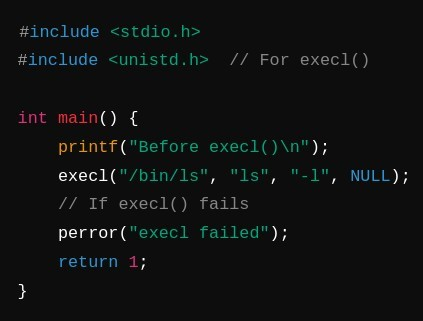 #include <stdio.h>
#include <unistd.h>  // For execl()

int main() {
    printf("Before execl()\n");
    execl("/bin/ls", "ls", "-l", NULL);
    // If execl() fails
    perror("execl failed");
    return 1;
}